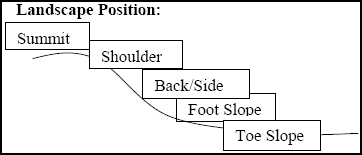 Landscape Position:
Summit
Shoulder
Back/Side
Foot Slope
Toe Slope